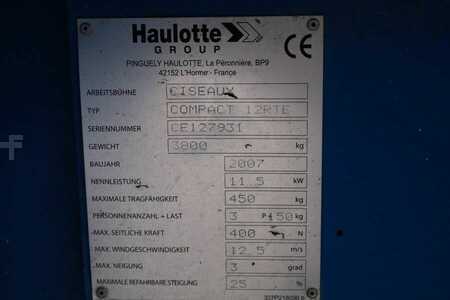 Haulotte
GROUP
CE
PINGUELY HAULOTTE, La Péronnière, BP9
42152 L'Horme - France
ARBEITSBÜHNE CISEAUX
TYP COMPACT 12RTE
SERIENNUMMER CE127931
GEWICHT 3800 kg
BAUJAHR 2007
NENNLEISTUNG 11.5 kW
MAXIMALE TRAGFÄHIGKEIT 450 kg
PERSONENANZAHL + LAST 3 P+150 kg
MAX. SEITLICHE KRAFT 400 N
MAX. WINDGESCHWINDIGKEIT 12.5 m/s
MAX. NEIGUNG 3 grad
MAXIMALE BEFAHRBARE STEIGUNG 25 %